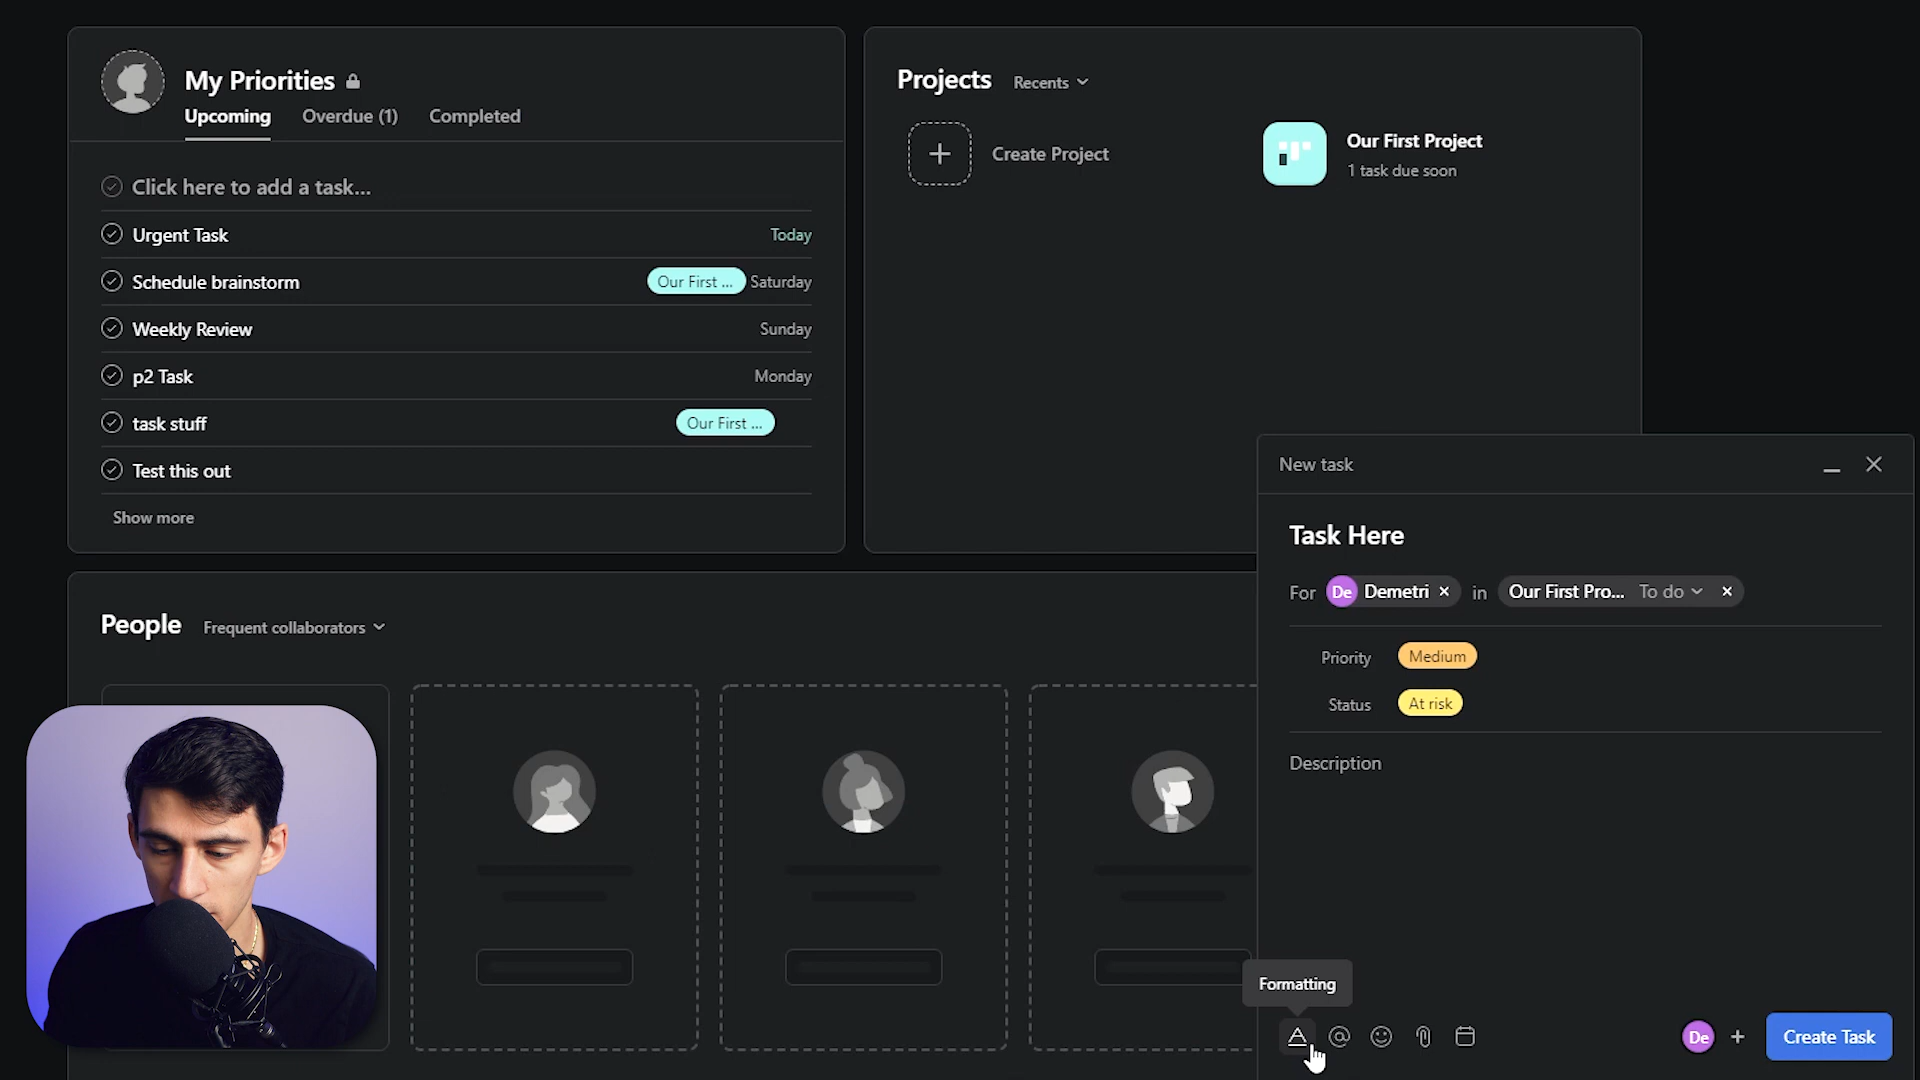 My Priorities
Upcoming Overdue (1) Completed
Click here to add a task...
Urgent Task Today
Schedule brainstorm Our First ... Saturday
Weekly Review Sunday
p2 Task Monday
task stuff Our First ...
Test this out
Show more
Projects Recents
Create Project
Our First Project
1 task due soon
People Frequent collaborators
New task
Task Here
For De Demetri × in Our First Pro... To do ×
Priority Medium
Status At risk
Description
Formatting
A @ De + Create Task